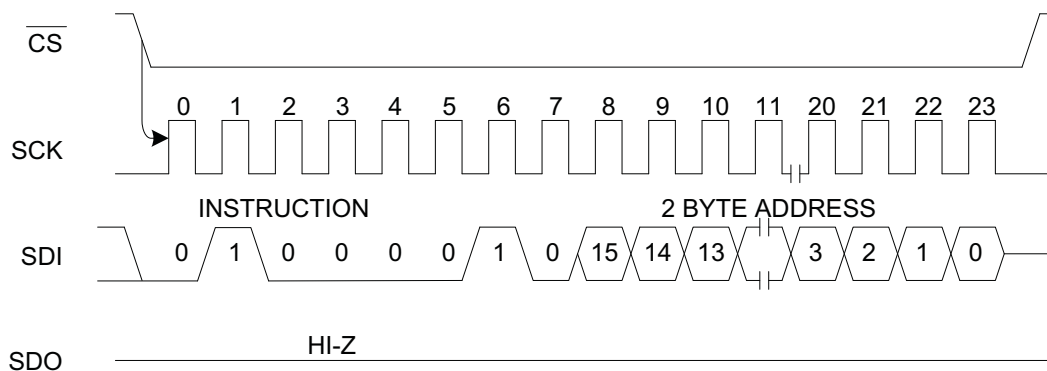 CS
0 1 2 3 4 5 6 7 8 9 10 11 20 21 22 23
SCK
INSTRUCTION 2 BYTE ADDRESS
SDI 0 1 0 0 0 0 1 0 15 14 13 3 2 1 0
HI-Z
SDO